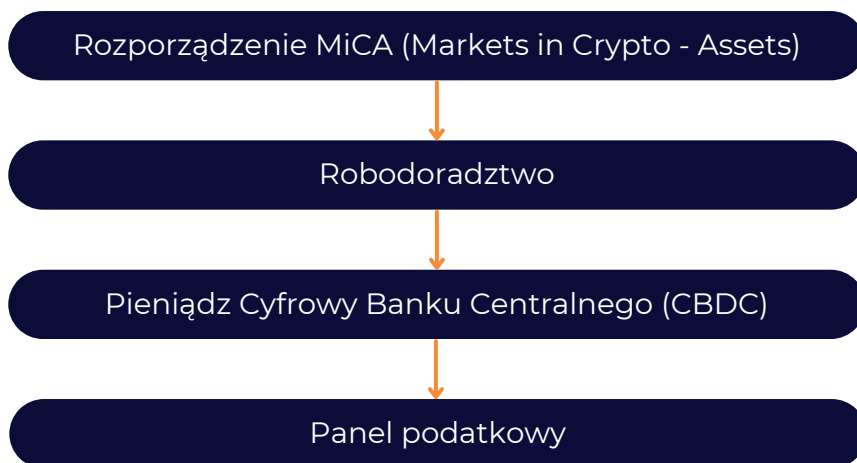 Rozporządzenie MiCA (Markets in Crypto - Assets)
Robodoradztwo
Pieniądz Cyfrowy Banku Centralnego (CBDC)
Panel podatkowy